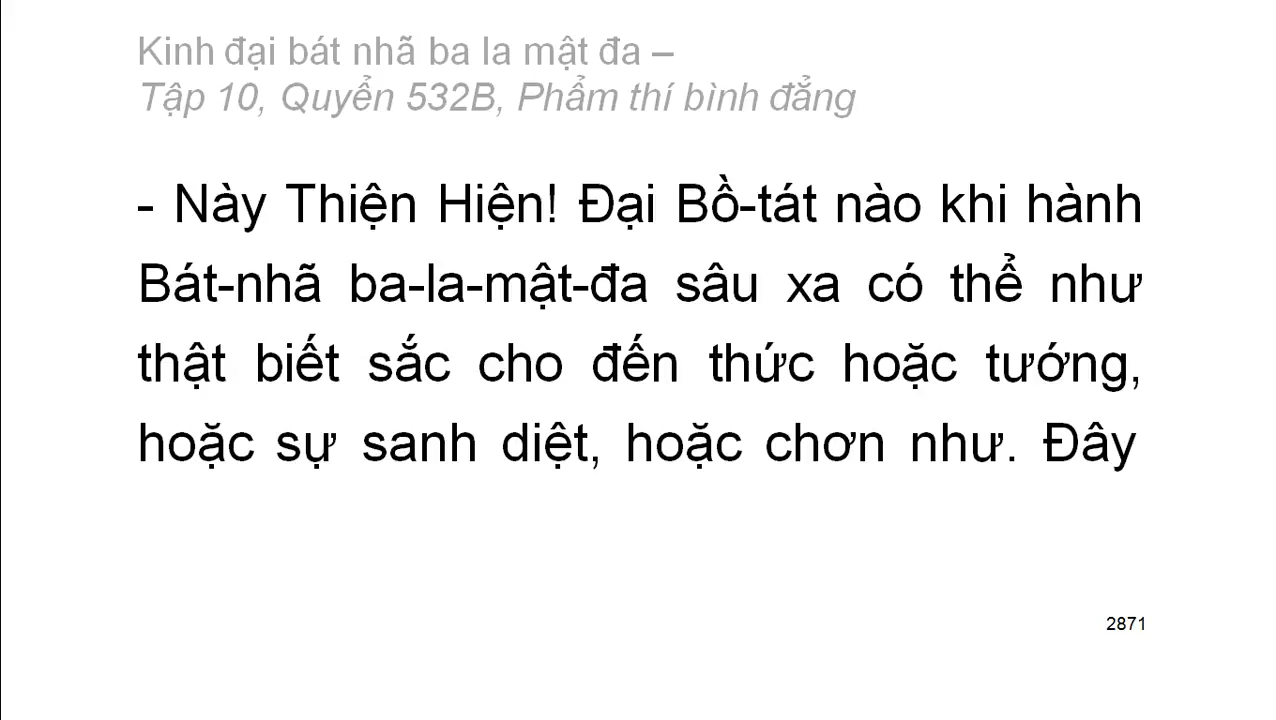 Kinh đại bát nhã ba la mật đa –
Tập 10, Quyển 532B, Phẩm thí bình đẳng
- Này Thiện Hiện! Đại Bồ-tát nào khi hành
Bát-nhã ba-la-mật-đa sâu xa có thể như
thật biết sắc cho đến thức hoặc tướng,
hoặc sự sanh diệt, hoặc chơn như. Đây
2871